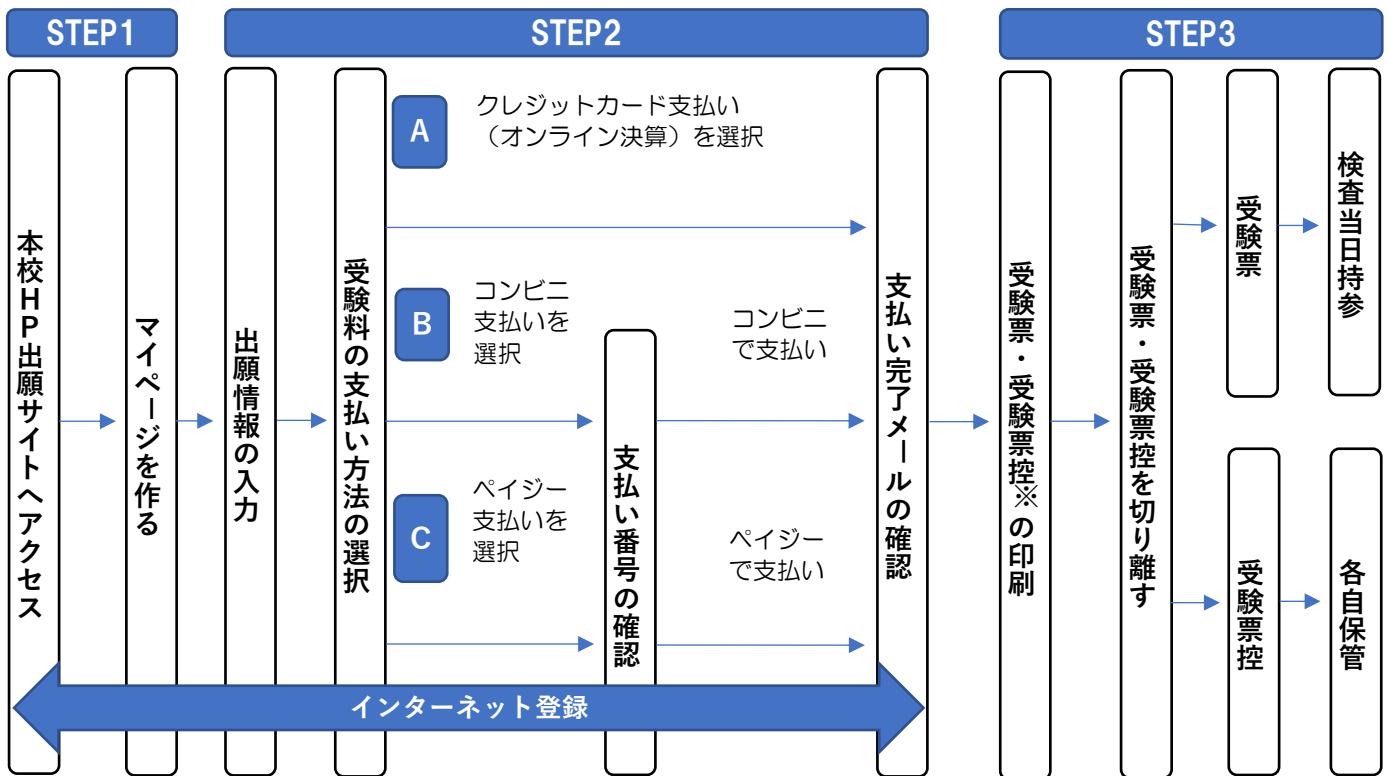 STEP1
STEP2
STEP3
本校HP出願サイトへアクセス
マイページを作る
出願情報の入力
受験料の支払い方法の選択
A
クレジットカード支払い
（オンライン決算）を選択
B
コンビニ
支払いを
選択
C
ペイジー
支払いを
選択
支払い番号の確認
コンビニ
で支払い
ペイジー
で支払い
支払い完了メールの確認
受験票・受験票控※の印刷
受験票・受験票控を切り離す
受験票
検査当日持参
受験票控
各自保管
インターネット登録